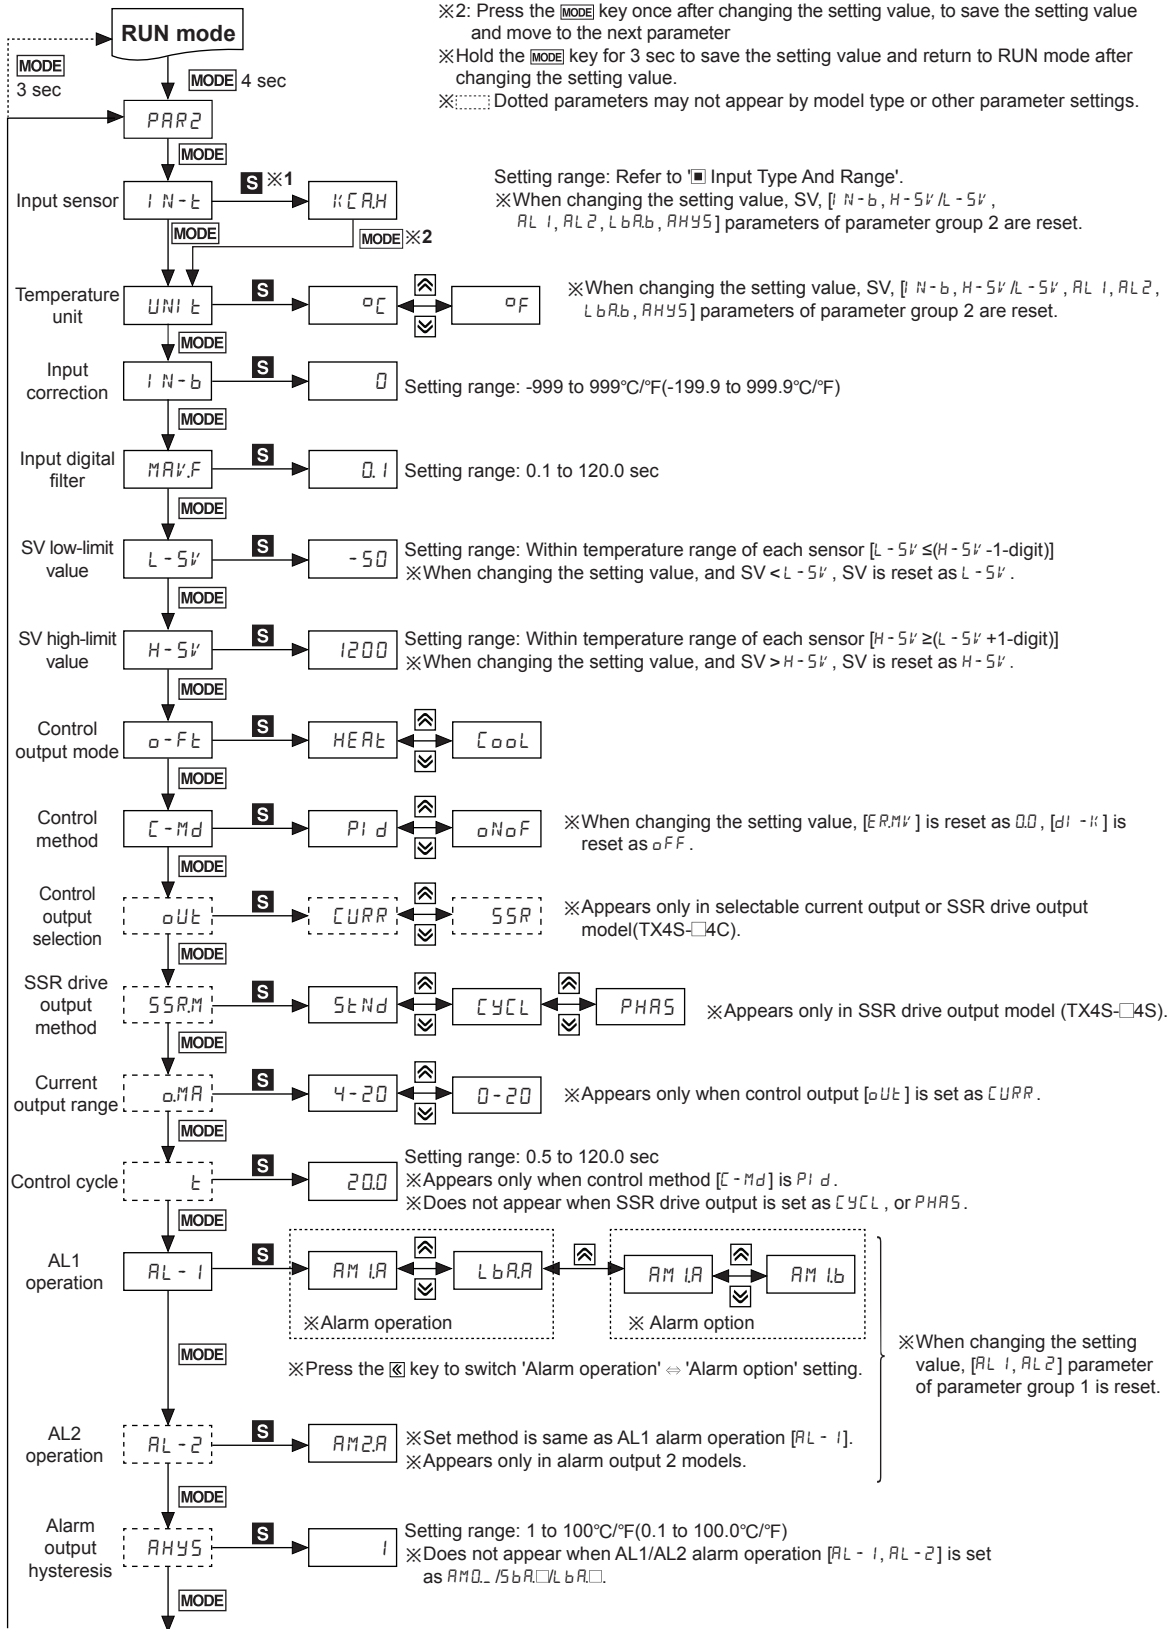 ※2: Press the MODE key once after changing the setting value, to save the setting value
and move to the next parameter
※Hold the MODE key for 3 sec to save the setting value and return to RUN mode after
changing the setting value.
※ Dotted parameters may not appear by model type or other parameter settings.
RUN mode
MODE
3 sec
MODE 4 sec
PAR2
MODE
Input sensor
IN-t
S ※1
KCA.H
Setting range: Refer to '▣ Input Type And Range'.
※When changing the setting value, SV, [IN-b, H-SV/L-SV,
AL1, AL2, LbA.b, AHYS] parameters of parameter group 2 are reset.
MODE
MODE ※2
Temperature
unit
UNIt
S
°C
°F
※When changing the setting value, SV, [IN-b, H-SV/L-SV, AL1, AL2,
LbA.b, AHYS] parameters of parameter group 2 are reset.
MODE
Input
correction
IN-b
S
0
Setting range: -999 to 999°C/°F(-199.9 to 999.9°C/°F)
MODE
Input digital
filter
MAV.F
S
0.1
Setting range: 0.1 to 120.0 sec
MODE
SV low-limit
value
L-SV
S
-50
Setting range: Within temperature range of each sensor [L-SV ≤(H-SV -1-digit)]
※When changing the setting value, and SV < L-SV, SV is reset as L-SV.
MODE
SV high-limit
value
H-SV
S
1200
Setting range: Within temperature range of each sensor [H-SV ≥(L-SV +1-digit)]
※When changing the setting value, and SV > H-SV, SV is reset as H-SV.
MODE
Control
output mode
o-Ft
S
HEAt
CooL
MODE
Control
method
C-Md
S
PId
oNoF
※When changing the setting value, [ER.MV] is reset as 0.0, [dI-K] is
reset as oFF.
MODE
Control
output
selection
oUt
S
CURR
SSR
※Appears only in selectable current output or SSR drive output
model(TX4S-□4C).
MODE
SSR drive
output
method
SSR.M
S
StNd
CYCL
PHAS
※Appears only in SSR drive output model (TX4S-□4S).
MODE
Current
output range
o.MA
S
4-20
0-20
※Appears only when control output [oUt] is set as CURR.
MODE
Control cycle
t
S
20.0
Setting range: 0.5 to 120.0 sec
※Appears only when control method [C-Md] is PId.
※Does not appear when SSR drive output is set as CYCL, or PHAS.
MODE
AL1
operation
AL-1
S
AM1.A
LbA.A
※Alarm operation
AM1.A
AM1.b
※ Alarm option
※Press the key to switch 'Alarm operation' ⇔ 'Alarm option' setting.
※When changing the setting
value, [AL1, AL2] parameter
of parameter group 1 is reset.
MODE
AL2
operation
AL-2
S
AM2.A
※Set method is same as AL1 alarm operation [AL-1].
※Appears only in alarm output 2 models.
MODE
Alarm
output
hysteresis
AHYS
S
1
Setting range: 1 to 100°C/°F(0.1 to 100.0°C/°F)
※Does not appear when AL1/AL2 alarm operation [AL-1, AL-2] is set
as AM0._ /SbA.□/LbA.□.
MODE